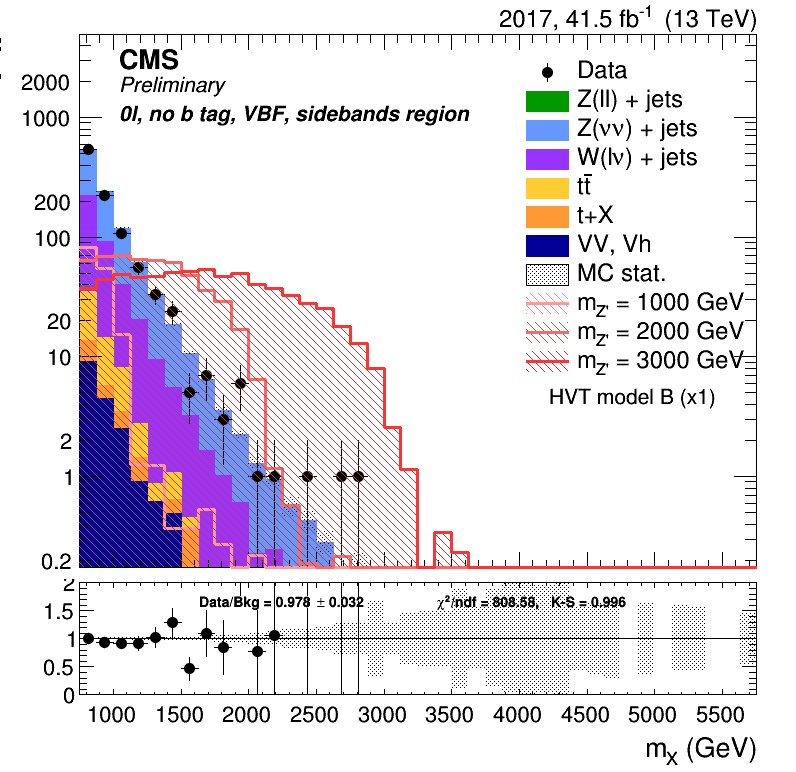 2017, 41.5 fb⁻¹ (13 TeV)
CMS
Preliminary
0l, no b tag, VBF, sidebands region
Data
Z(ll) + jets
Z(νν) + jets
W(lν) + jets
tt̄
t+X
VV, Vh
MC stat.
m_Z' = 1000 GeV
m_Z' = 2000 GeV
m_Z' = 3000 GeV
HVT model B (x1)
2000
1000
200
100
20
10
2
1
0.2
Data/Bkg = 0.978 ± 0.032
χ²/ndf = 808.58, K-S = 0.996
2
1.5
1
0.5
0
1000 1500 2000 2500 3000 3500 4000 4500 5000 5500
m_X (GeV)